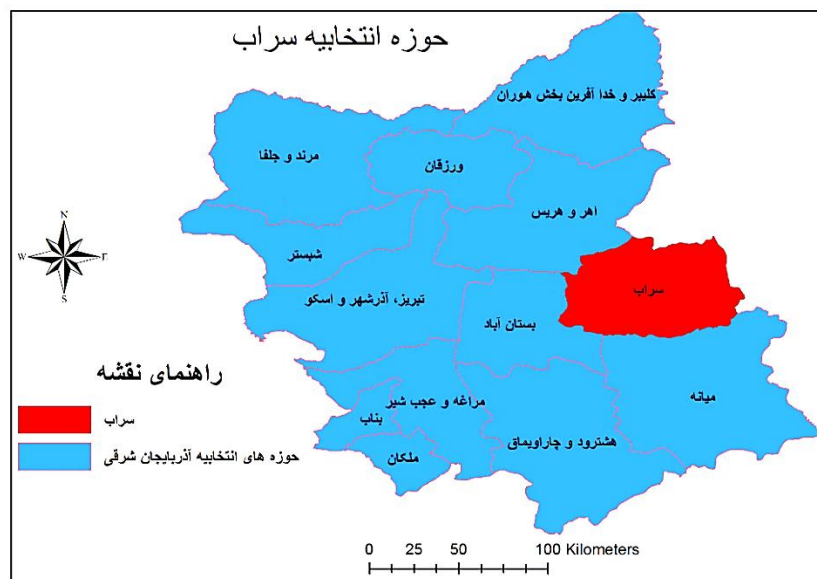 حوزه انتخابیه سراب
کلیبر و خدا آفرین بخش هوران
مرند و جلفا
ورزقان
اهر و هریس
شبستر
تبریز، آذرشهر و اسکو
سراب
بستان آباد
میانه
مراغه و عجب شیر
بناب
هشترود و چاراویماق
ملکان
N
W
E
S
راهنمای نقشه
سراب
حوزه های انتخابیه آذربایجان شرقی
0 25 50 100 Kilometers